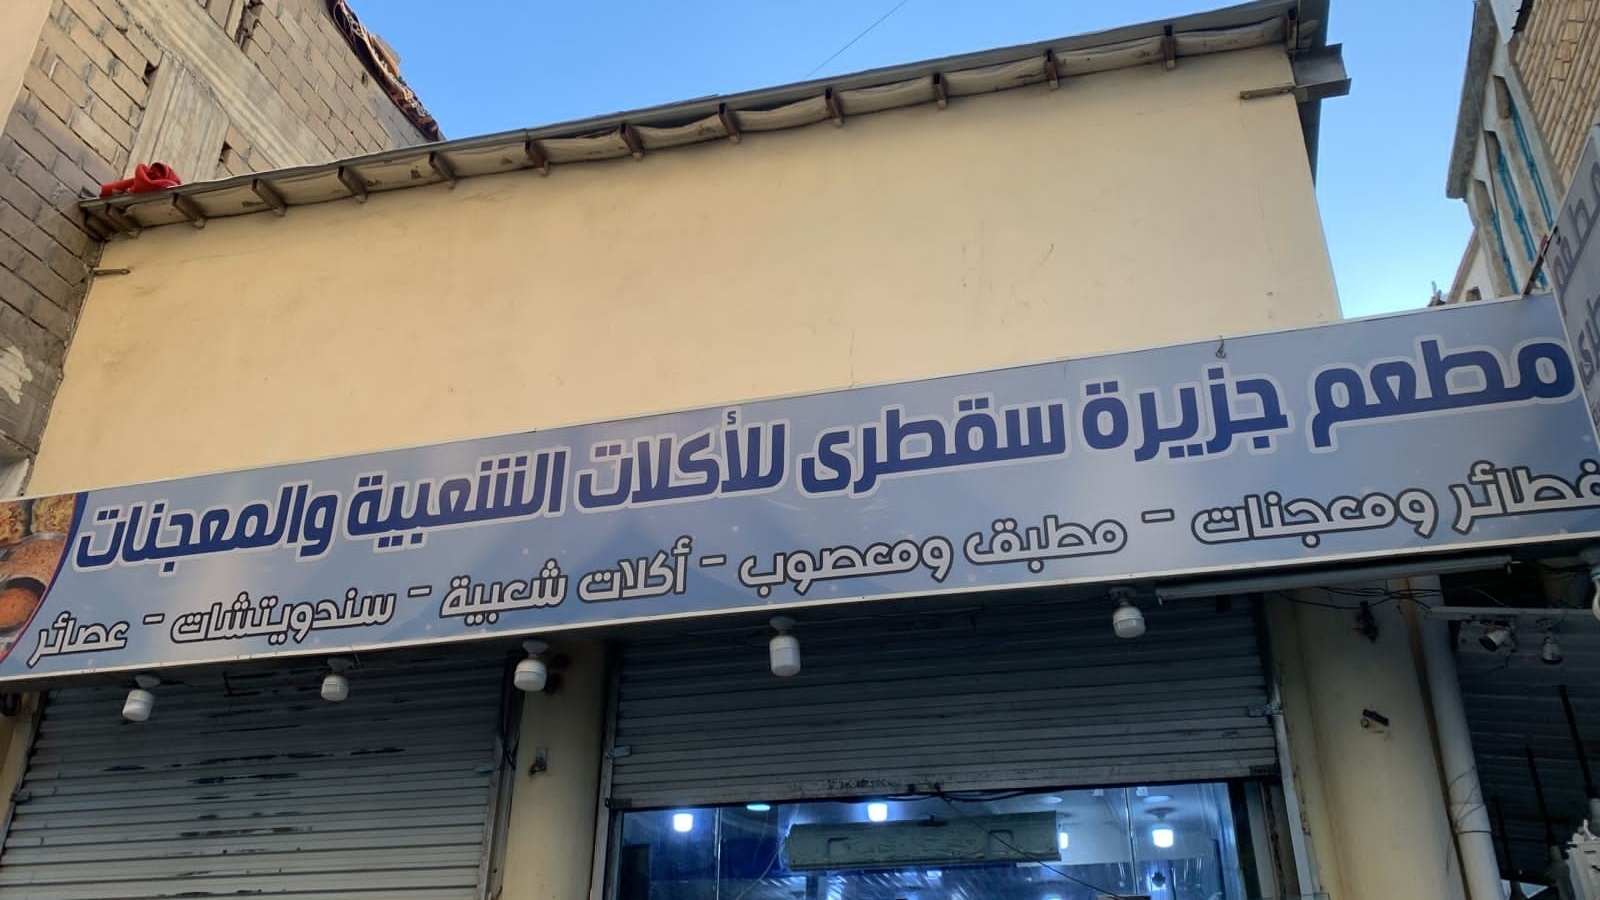 مطعم جزيرة سقطرى للأكلات الشعبية والمعجنات
فطائر ومعجنات - مطبق ومعصوب - أكلات شعبية - سندويتشات - عصائر